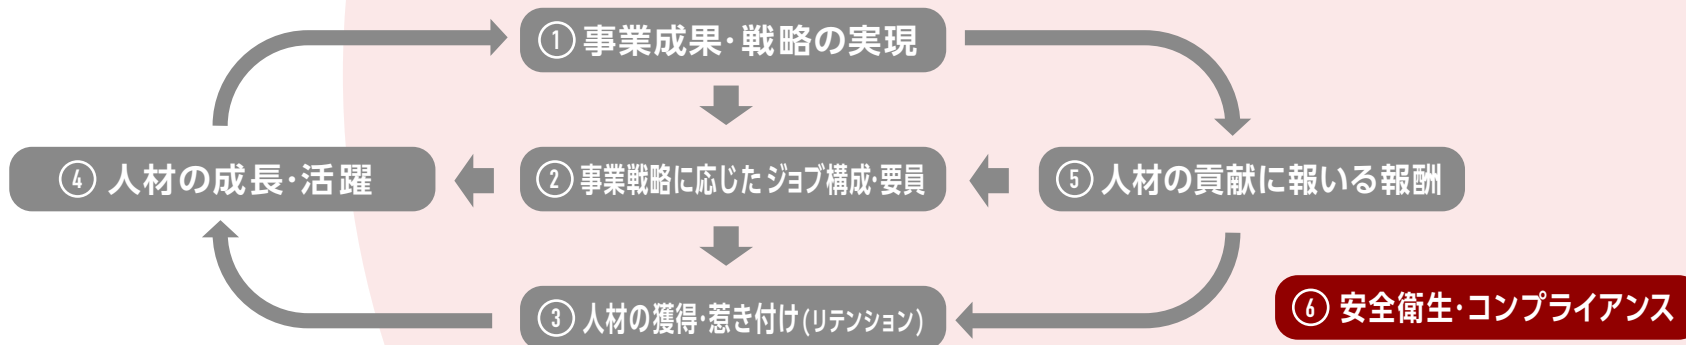 ① 事業成果・戦略の実現
④ 人材の成長・活躍
② 事業戦略に応じた ジョブ構成・要員
⑤ 人材の貢献に報いる報酬
③ 人材の獲得・惹き付け(リテンション)
⑥ 安全衛生・コンプライアンス